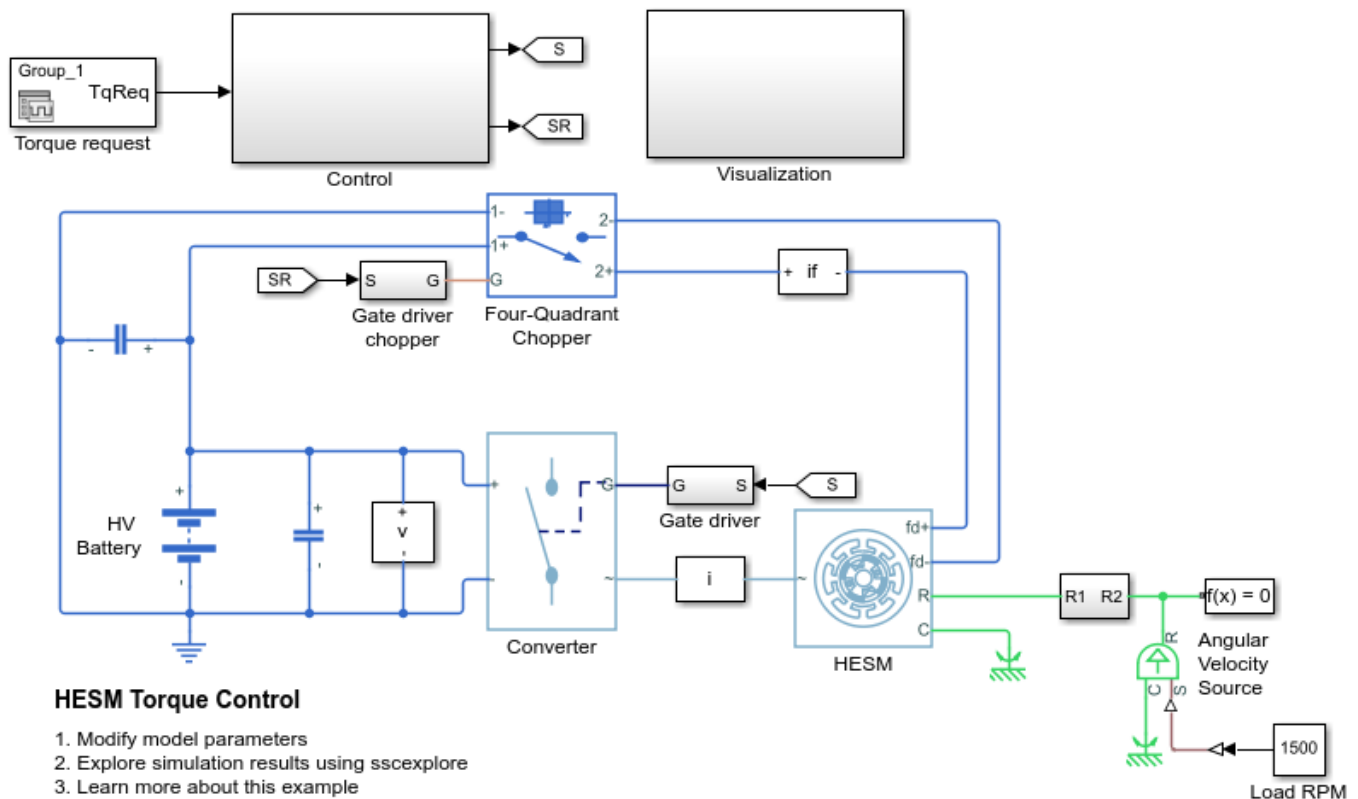 Group_1
TqReq
Torque request
Control
S
SR
Visualization
1-
1+
G
2-
2+
Four-Quadrant
Chopper
SR
S G
Gate driver
chopper
+ if -
- +
HV
Battery
+
-
+
-
+
v
-
+
-
G
~
Converter
G S
Gate driver
S
i
~
fd+
fd-
R
C
HESM
R1 R2
f(x) = 0
R
C
S
Angular
Velocity
Source
1500
Load RPM
HESM Torque Control
1. Modify model parameters
2. Explore simulation results using sscexplore
3. Learn more about this example